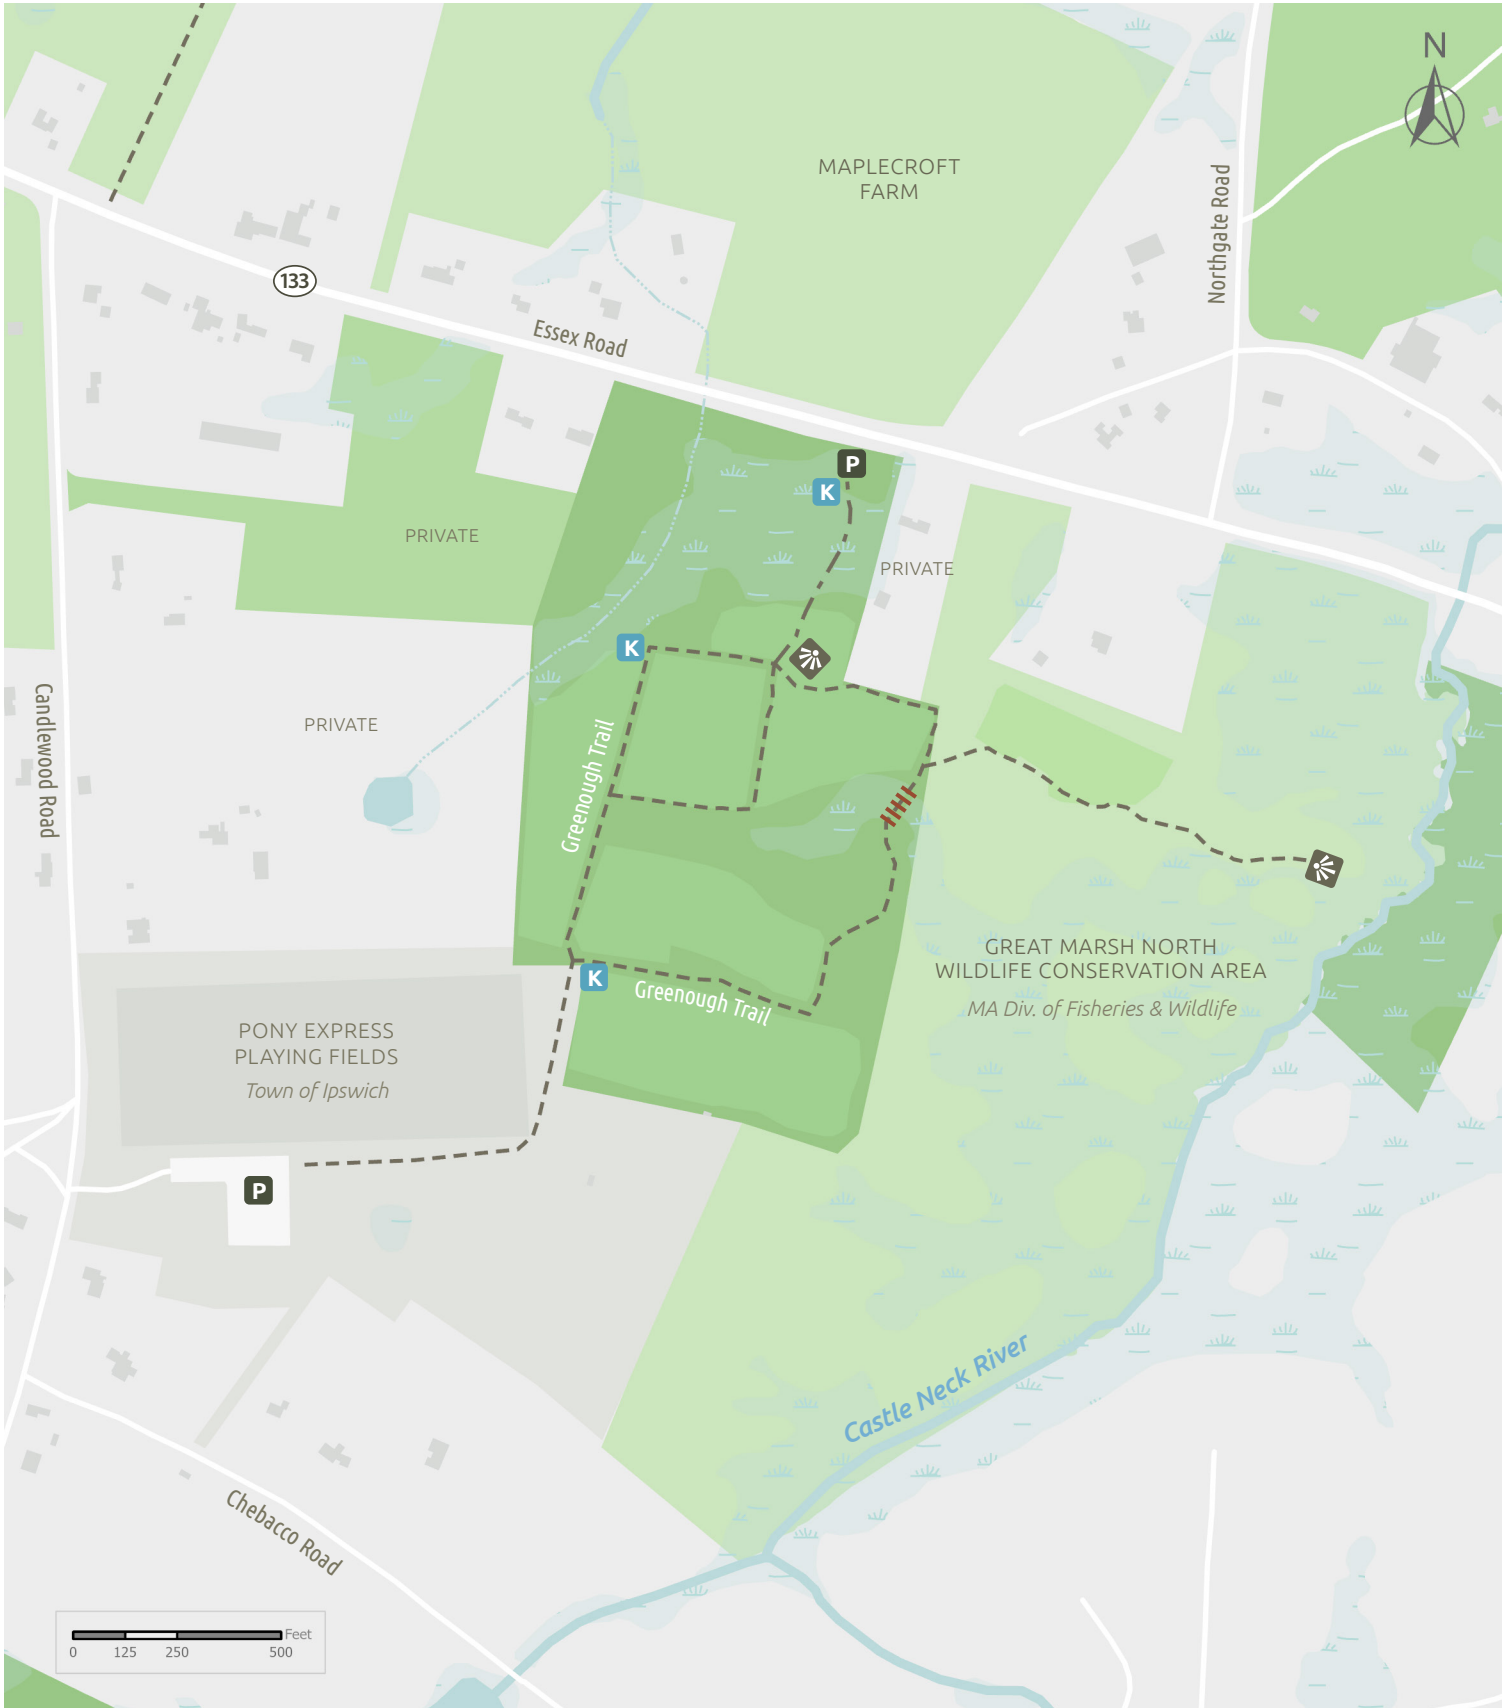 N
MAPLECROFT
FARM
Northgate Road
133
Essex Road
P
K
PRIVATE
PRIVATE
K
Candlewood Road
PRIVATE
Greenough Trail
GREAT MARSH NORTH
WILDLIFE CONSERVATION AREA
MA Div. of Fisheries & Wildlife
K
Greenough Trail
PONY EXPRESS
PLAYING FIELDS
Town of Ipswich
P
Castle Neck River
Chebacco Road
Feet
0 125 250 500